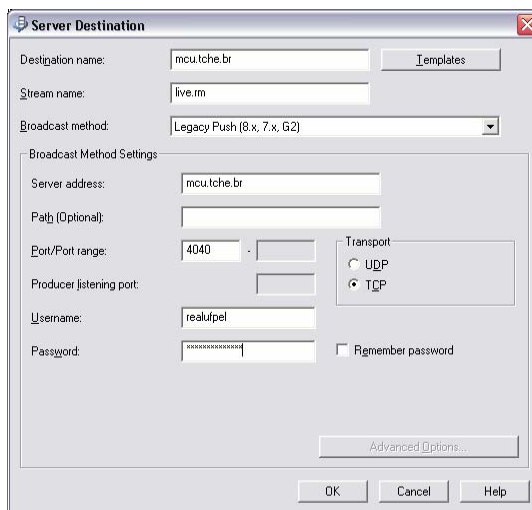 Server Destination
Destination name: mcu.tche.br Templates
Stream name: live.rm
Broadcast method: Legacy Push (8.x, 7.x, G2)
Broadcast Method Settings
Server address: mcu.tche.br
Path (Optional):
Port/Port range: 4040 -
Transport
UDP
Producer listening port:
TCP
Username: realufpel
Password: xxxxxxxxxxxxx Remember password
Advanced Options...
OK Cancel Help